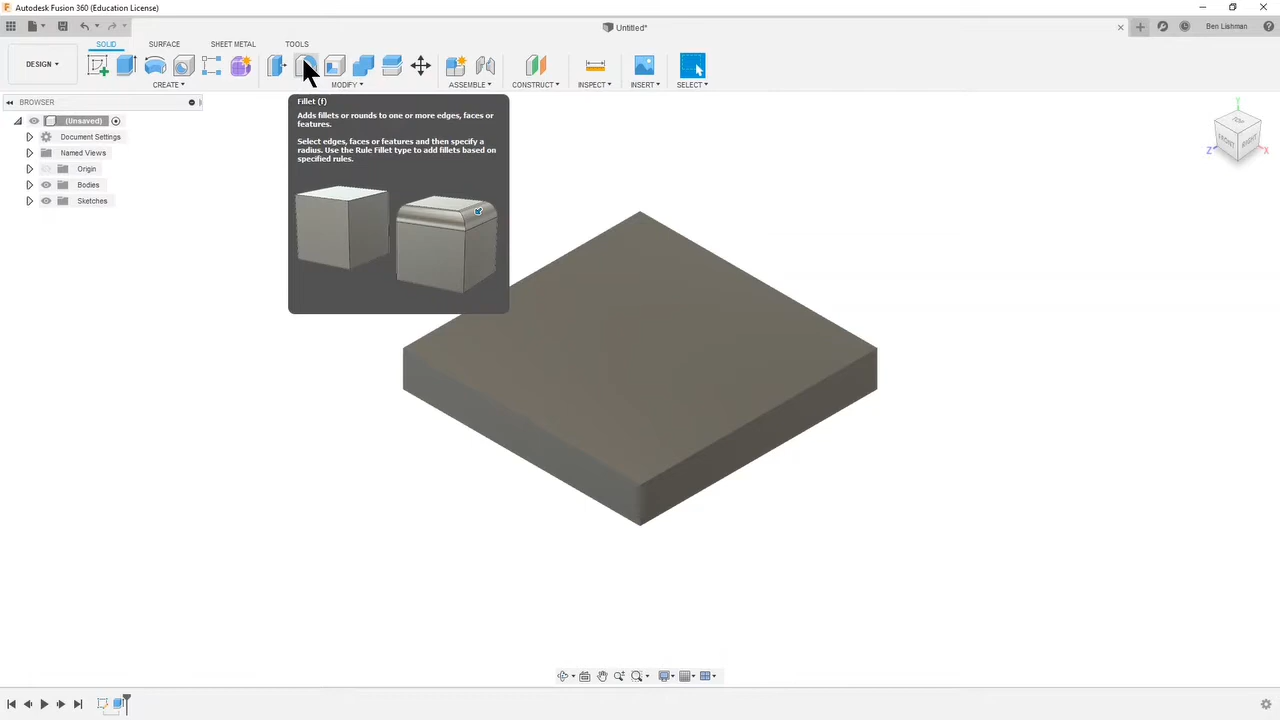 Autodesk Fusion 360 (Education License)
Untitled*
Ben Lishman
SOLID SURFACE SHEET METAL TOOLS
DESIGN
CREATE MODIFY ASSEMBLE CONSTRUCT INSPECT INSERT SELECT
BROWSER
(Unsaved)
Document Settings
Named Views
Origin
Bodies
Sketches
Fillet (f)
Adds fillets or rounds to one or more edges, faces or
features.
Select edges, faces or features and then specify a
radius. Use the Rule Fillet type to add fillets based on
specified rules.
Y
TOP
FRONT
RIGHT
Z
X